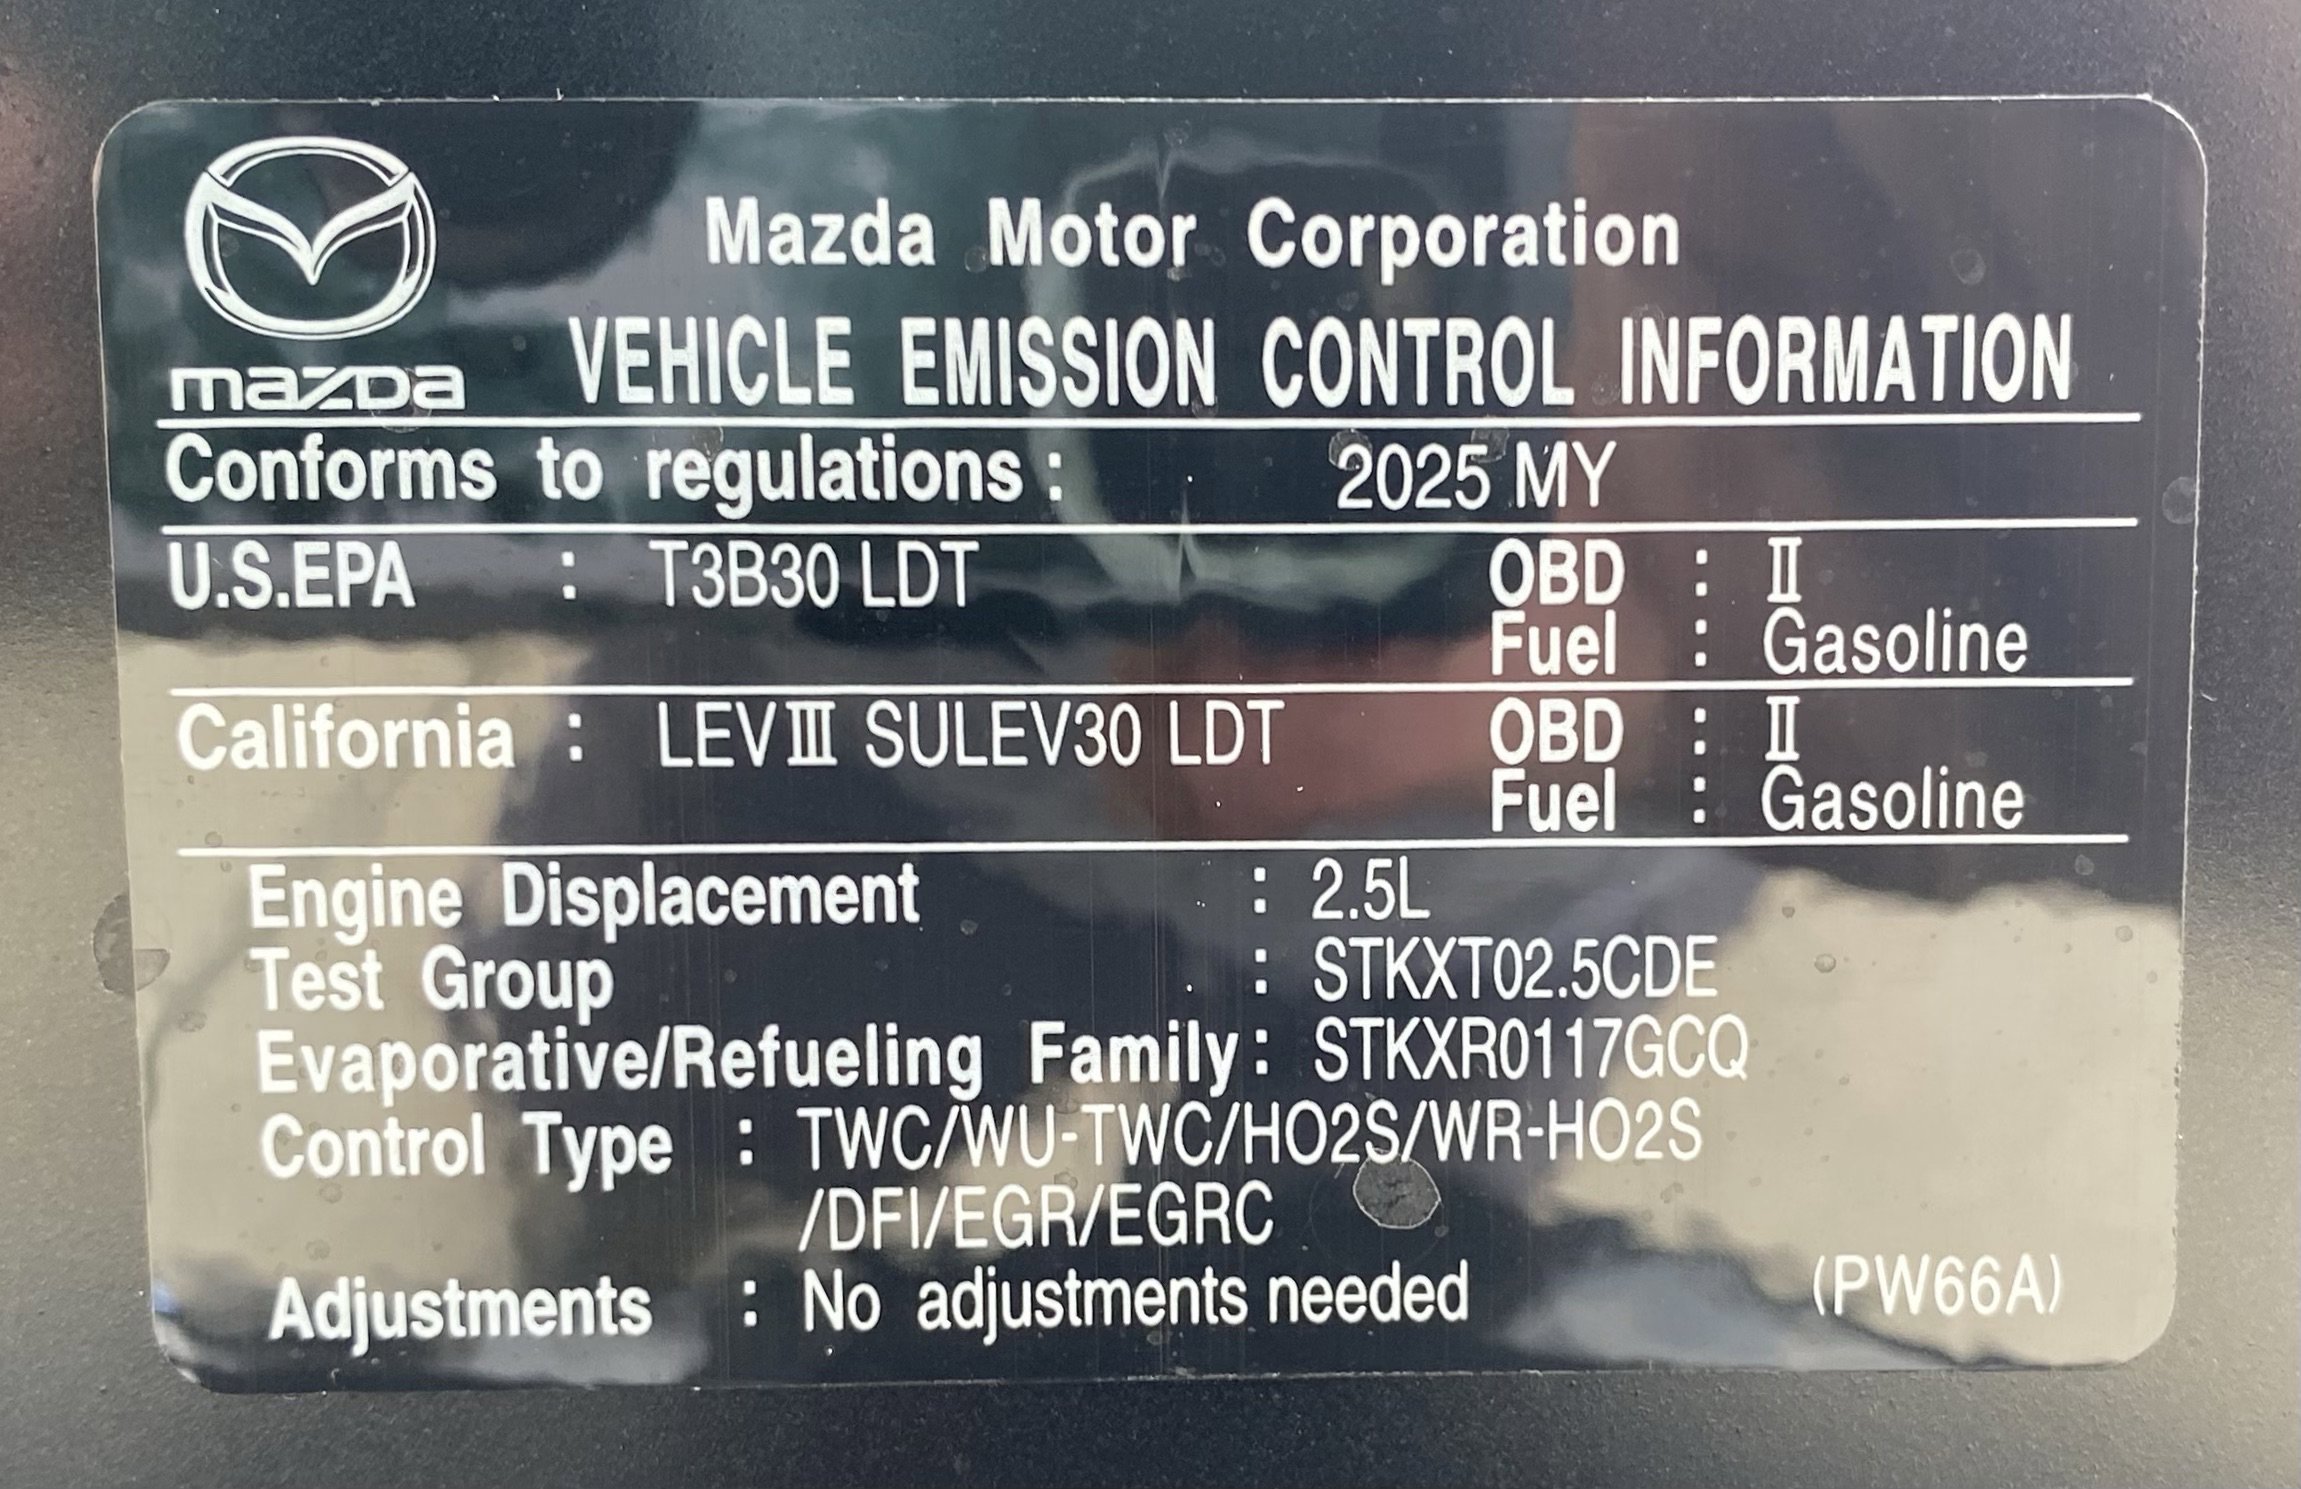 Mazda Motor Corporation
mazda VEHICLE EMISSION CONTROL INFORMATION
Conforms to regulations : 2025 MY
U.S.EPA : T3B30 LDT OBD : Ⅱ
Fuel : Gasoline
California : LEVⅢ SULEV30 LDT OBD : Ⅱ
Fuel : Gasoline
Engine Displacement : 2.5L
Test Group : STKXT02.5CDE
Evaporative/Refueling Family : STKXR0117GCQ
Control Type : TWC/WU-TWC/HO2S/WR-HO2S
/DFI/EGR/EGRC
Adjustments : No adjustments needed (PW66A)